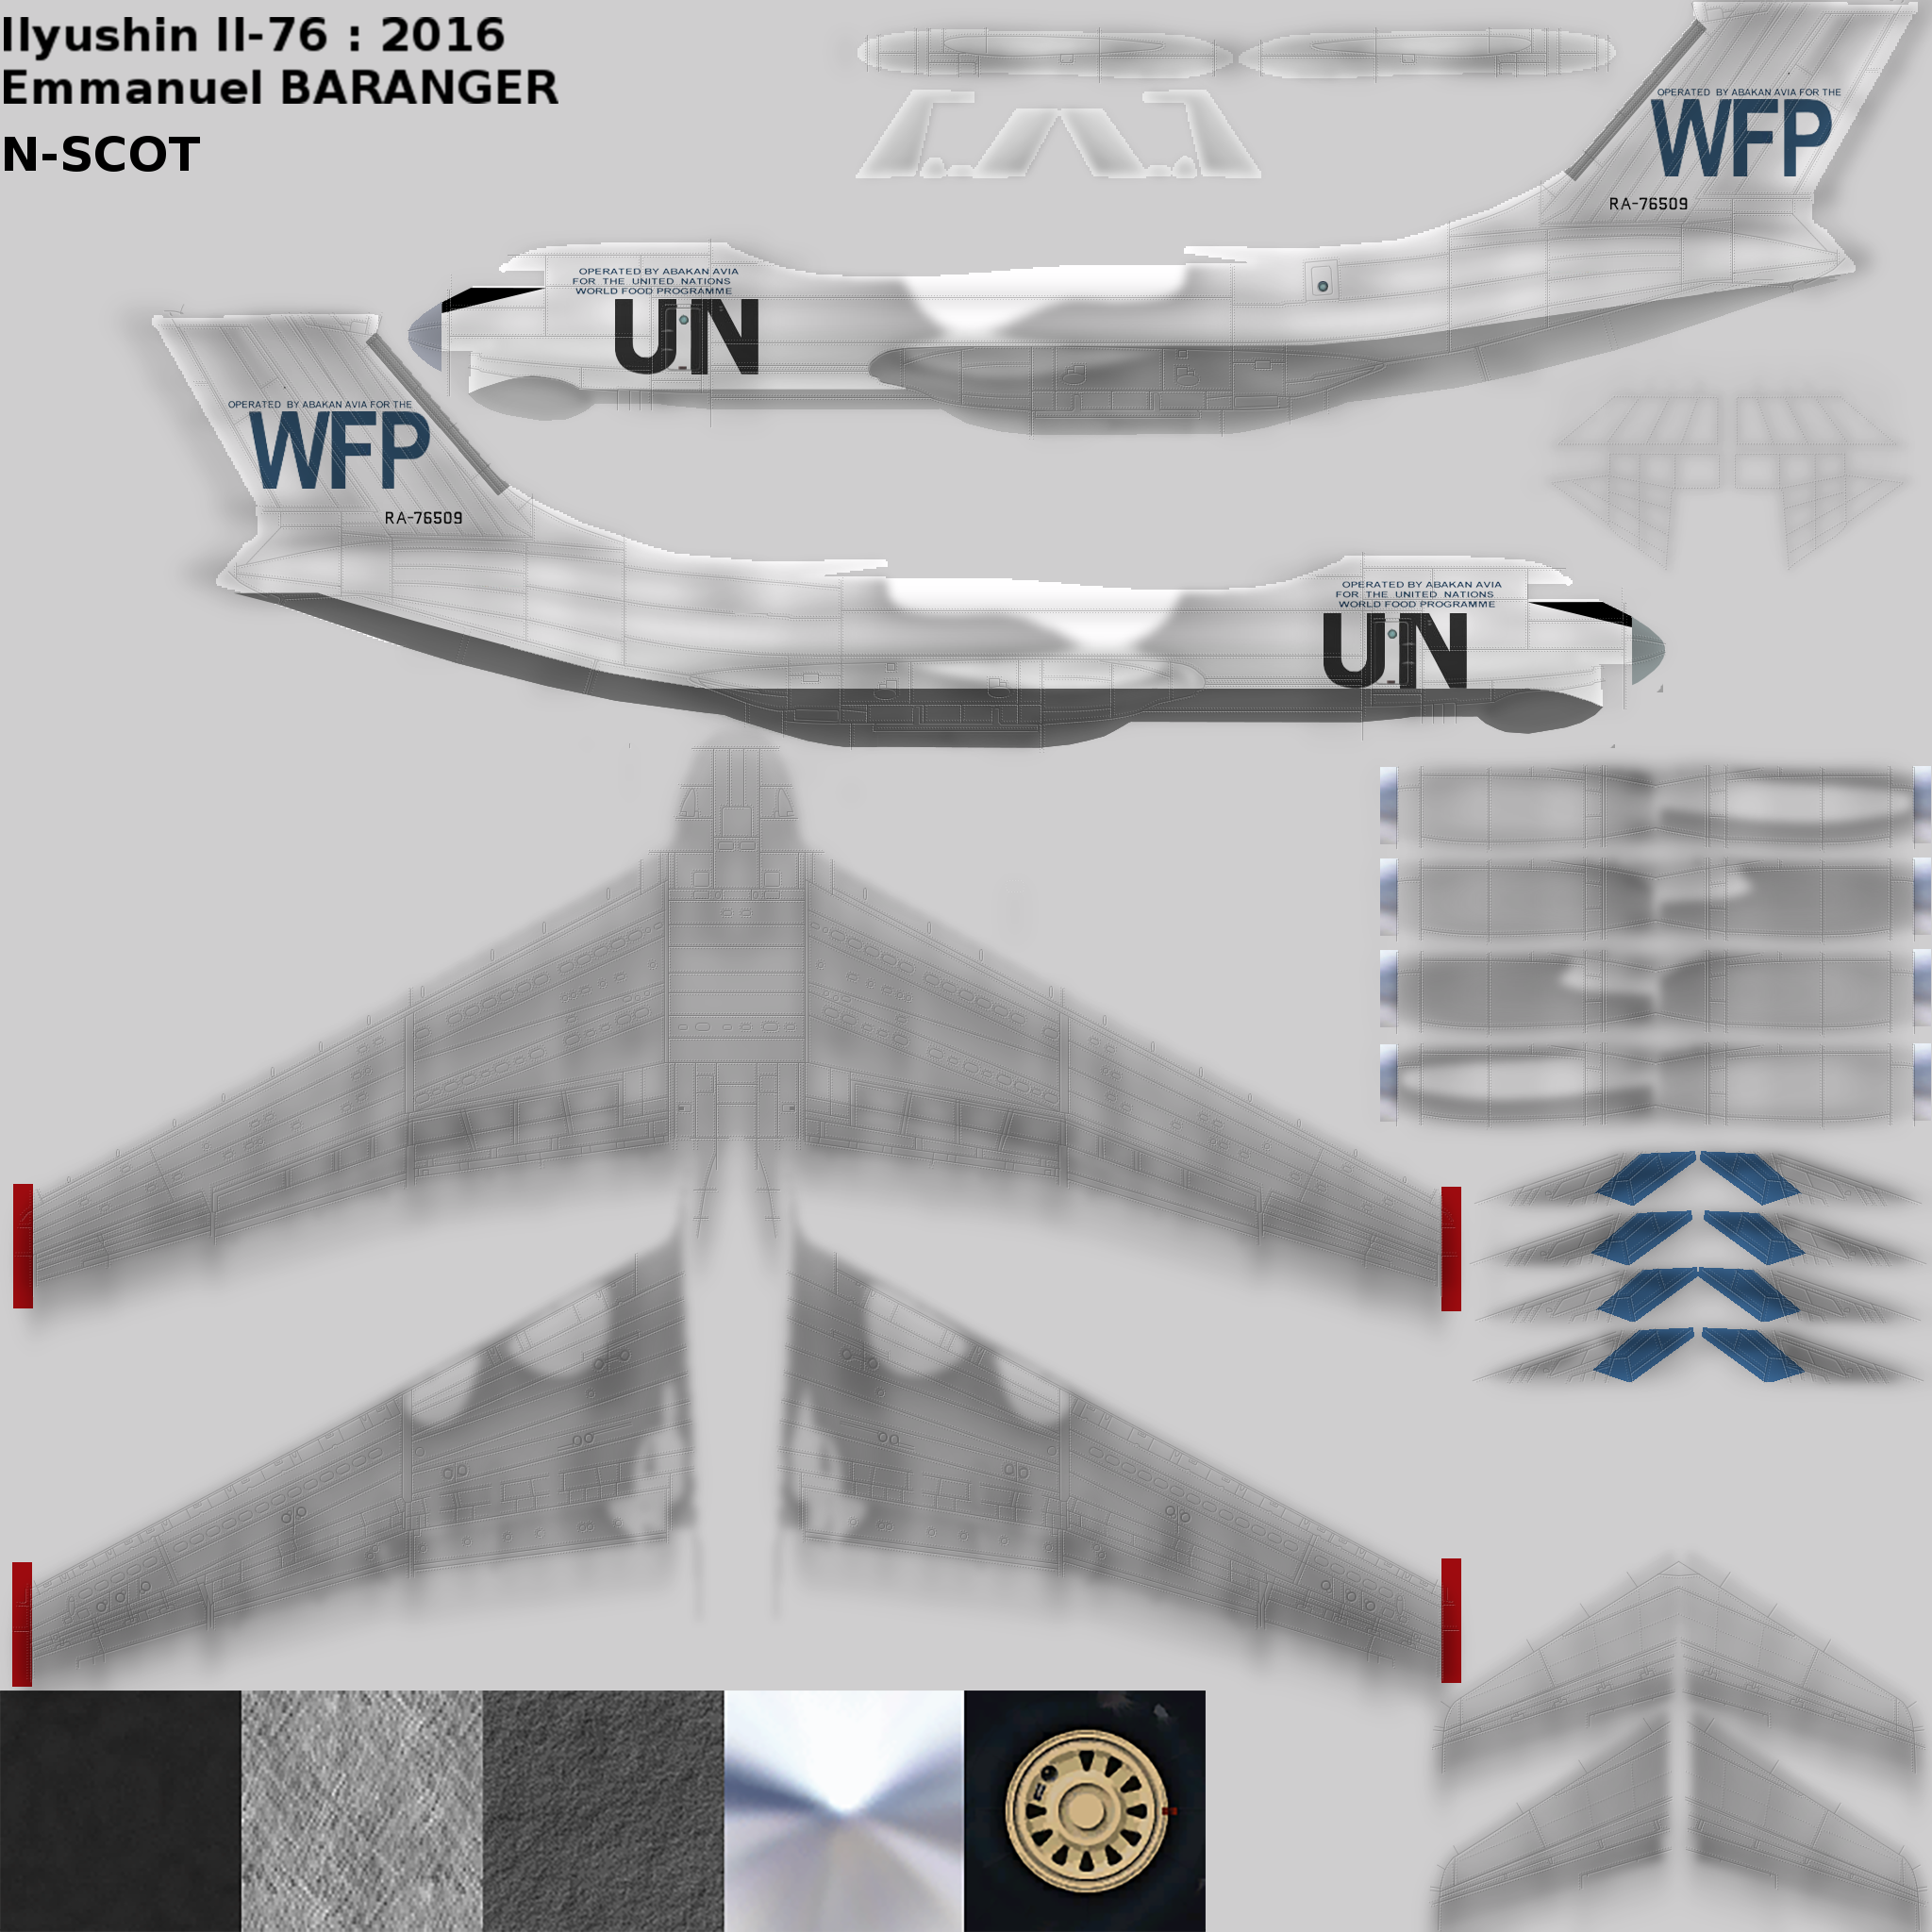 Ilyushin Il-76 : 2016
Emmanuel BARANGER
N-SCOT
OPERATED BY ABAKAN AVIA FOR THE
WFP
RA-76509
OPERATED BY ABAKAN AVIA
FOR THE UNITED NATIONS
WORLD FOOD PROGRAMME
UN
OPERATED BY ABAKAN AVIA FOR THE
WFP
RA-76509
OPERATED BY ABAKAN AVIA
FOR THE UNITED NATIONS
WORLD FOOD PROGRAMME
UN